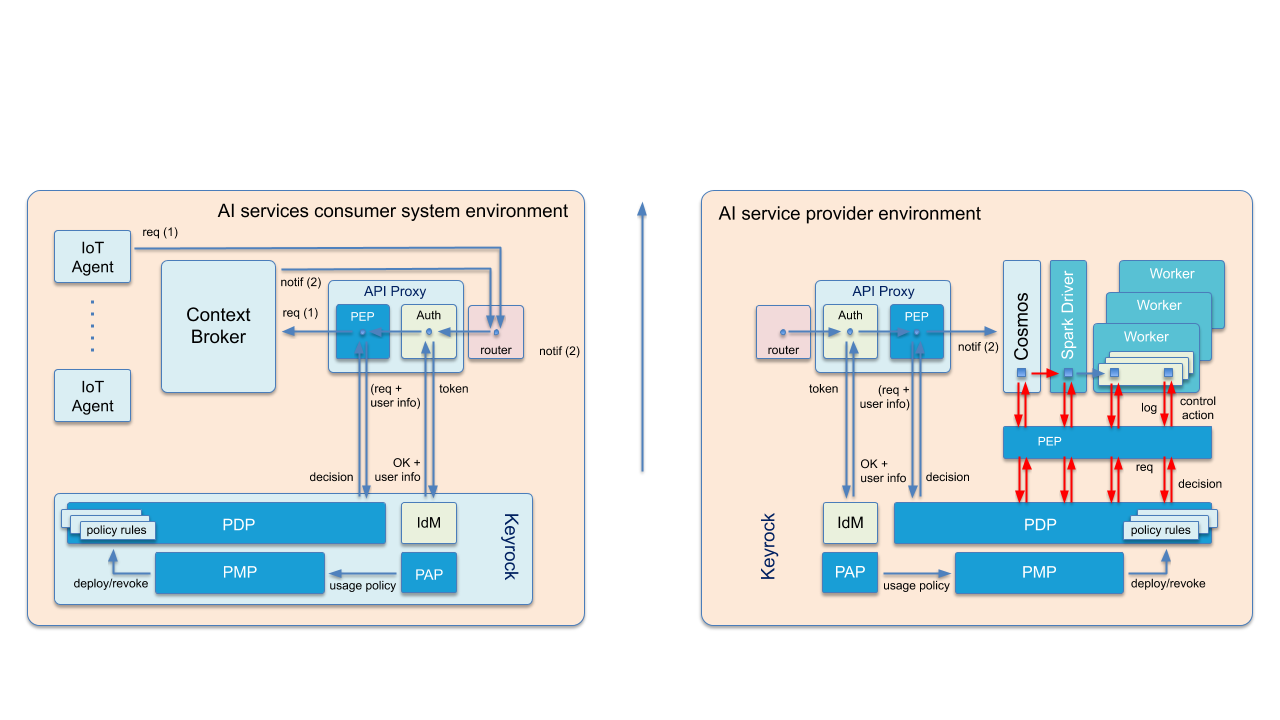 AI services consumer system environment
req (1)
IoT
Agent
notif (2)
Context
Broker
req (1)
API Proxy
PEP
Auth
router
notif (2)
IoT
Agent
(req +
user info)
token
decision
OK +
user info
policy rules
PDP
IdM
Keyrock
deploy/revoke
PMP
usage policy
PAP
AI service provider environment
router
API Proxy
Auth
PEP
notif (2)
Cosmos
Spark Driver
Worker
Worker
Worker
token
(req +
user info)
log
control
action
PEP
req
decision
OK +
user info
decision
Keyrock
IdM
PDP
policy rules
PAP
usage policy
PMP
deploy/revoke